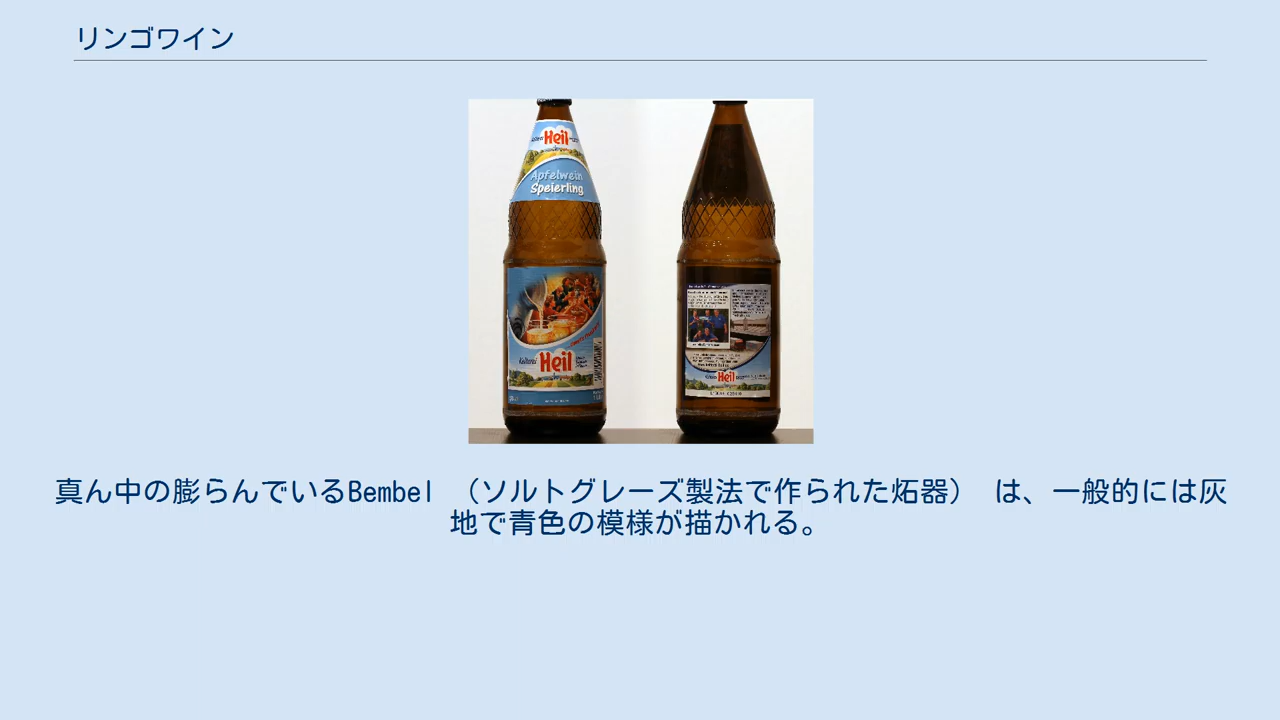 リンゴワイン
Heil
Apfelwein
Speierling
Kelterei Heil
Heil
真ん中の膨らんでいるBembel （ソルトグレーズ製法で作られた炻器） は、一般的には灰
地で青色の模様が描かれる。